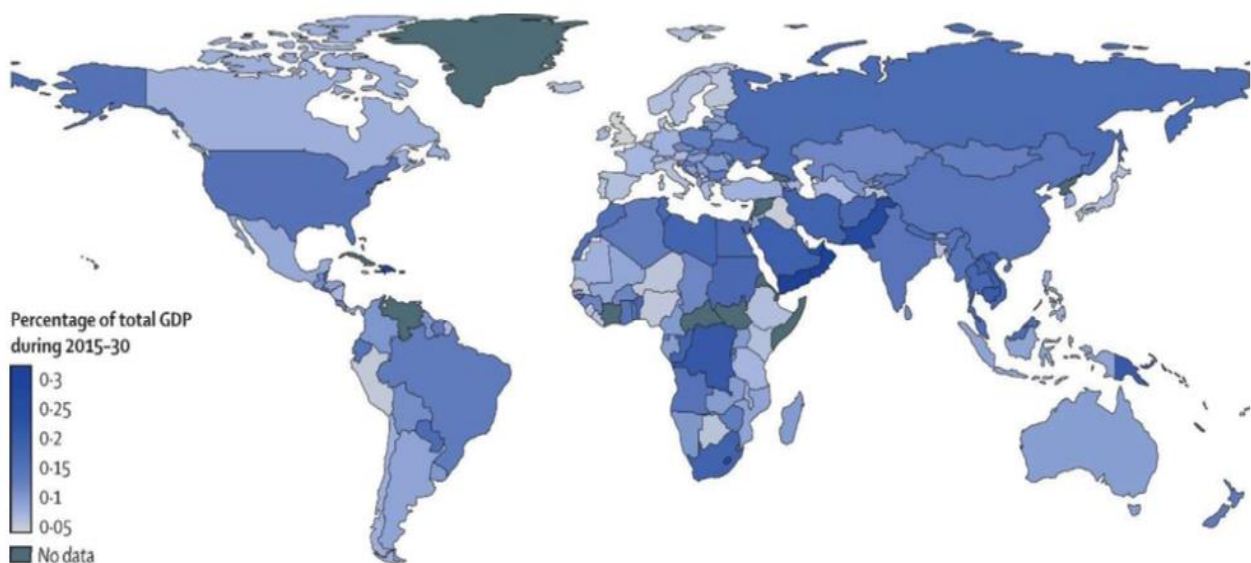 Percentage of total GDP
during 2015–30
0·3
0·25
0·2
0·15
0·1
0·05
No data